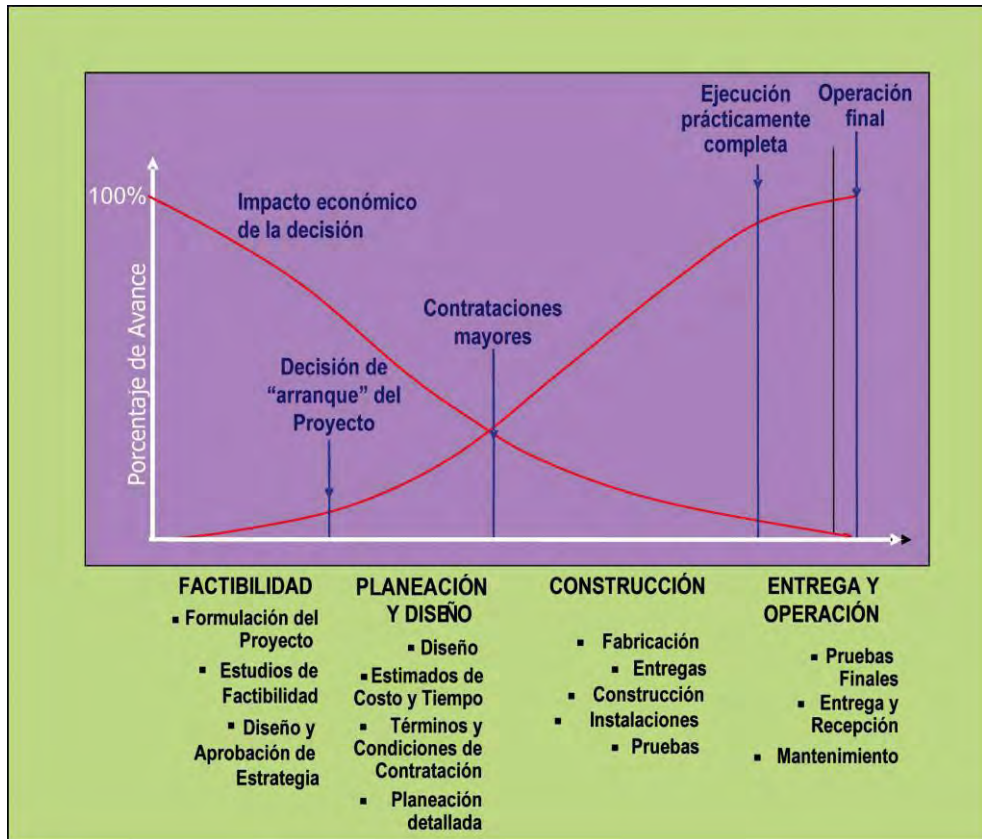 Ejecución
prácticamente
completa
Operación
final
100%
Impacto económico
de la decisión
Contrataciones
mayores
Decisión de
“arranque” del
Proyecto
Porcentaje de Avance
FACTIBILIDAD
▪ Formulación del
Proyecto
▪ Estudios de
Factibilidad
▪ Diseño y
Aprobación de
Estrategia
PLANEACIÓN
Y DISEÑO
▪ Diseño
▪ Estimados de
Costo y Tiempo
▪ Términos y
Condiciones de
Contratación
▪ Planeación
detallada
CONSTRUCCIÓN
▪ Fabricación
▪ Entregas
▪ Construcción
▪ Instalaciones
▪ Pruebas
ENTREGA Y
OPERACIÓN
▪ Pruebas
Finales
▪ Entrega y
Recepción
▪ Mantenimiento